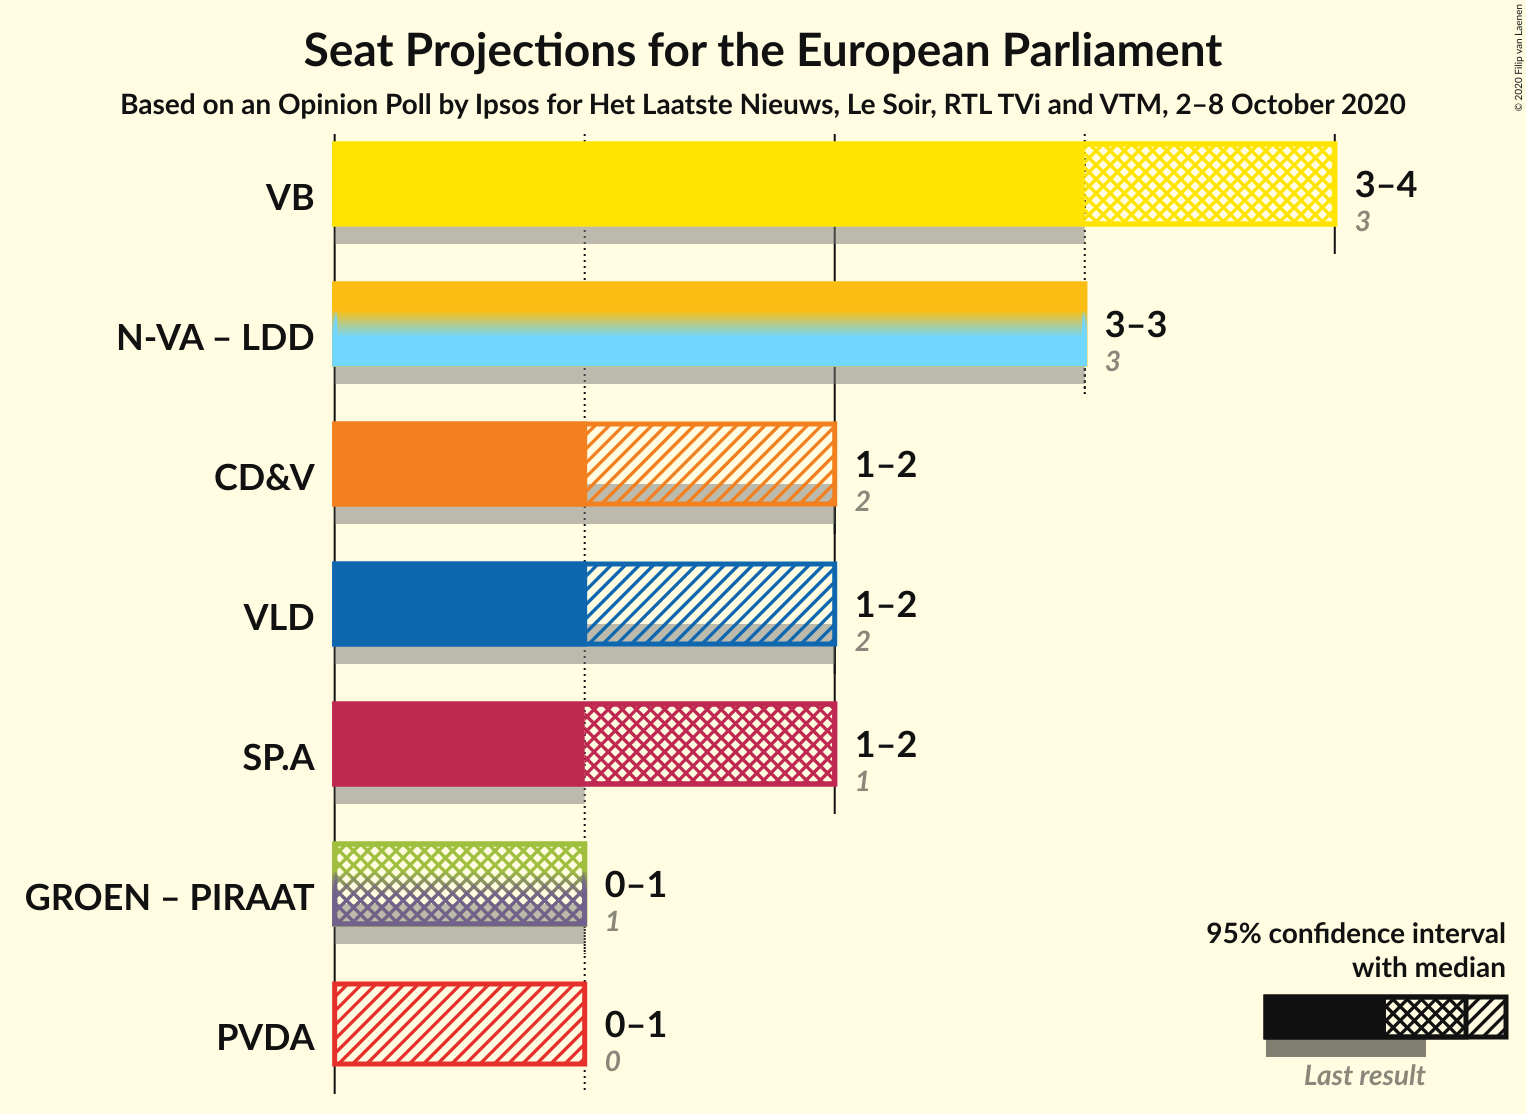 Seat Projections for the European Parliament
Based on an Opinion Poll by Ipsos for Het Laatste Nieuws, Le Soir, RTL TVi and VTM, 2–8 October 2020
© 2020 Filip van Laenen
VB
3–4
3
N-VA – LDD
3–3
3
CD&V
1–2
2
VLD
1–2
2
SP.A
1–2
1
GROEN – PIRAAT
0–1
1
PVDA
0–1
0
95% confidence interval
with median
Last result